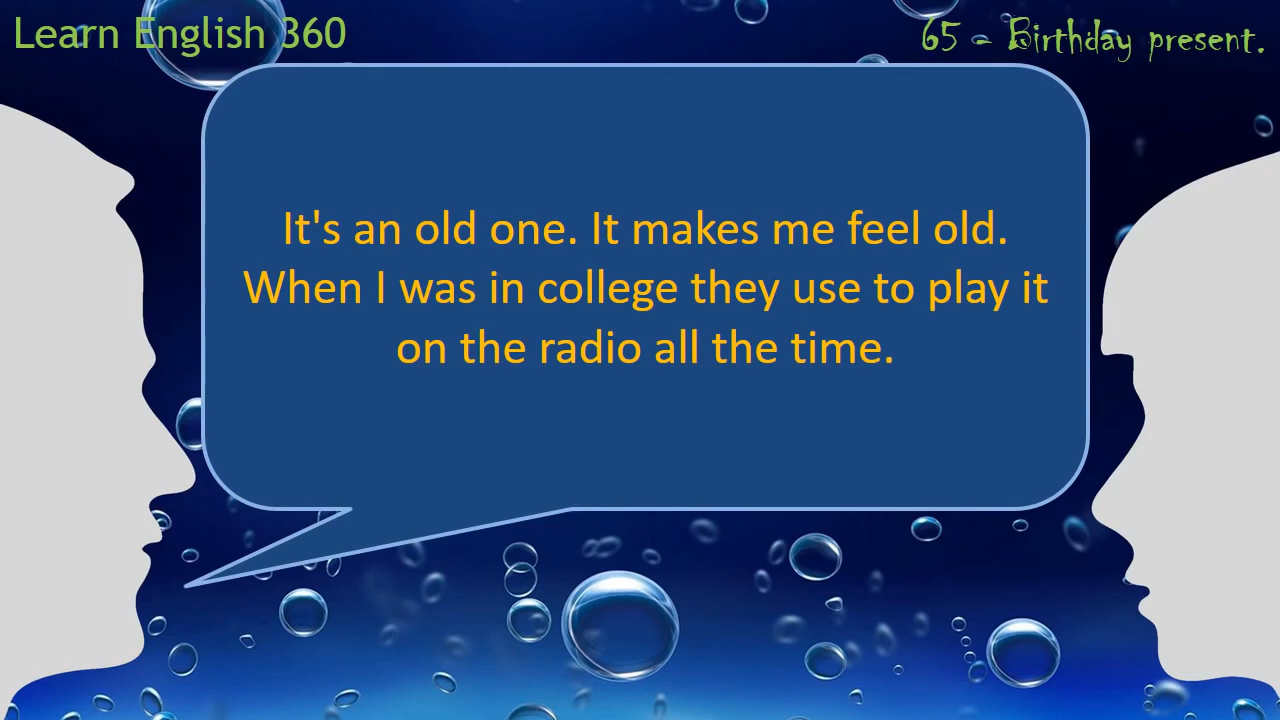 Learn English 360
65 - Birthday present.
It's an old one. It makes me feel old.
When I was in college they use to play it
on the radio all the time.